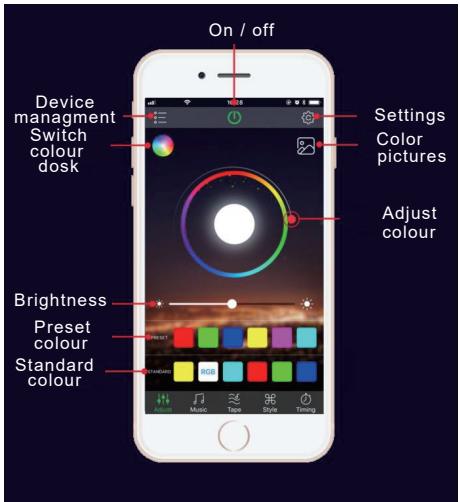 On / off
Device
managment
Switch
colour
dosk
Settings
Color
pictures
Adjust
colour
Brightness
Preset
colour
Standard
colour
PRESET
STANDARD
RGB
Adjust
Music
Tape
Style
Timing